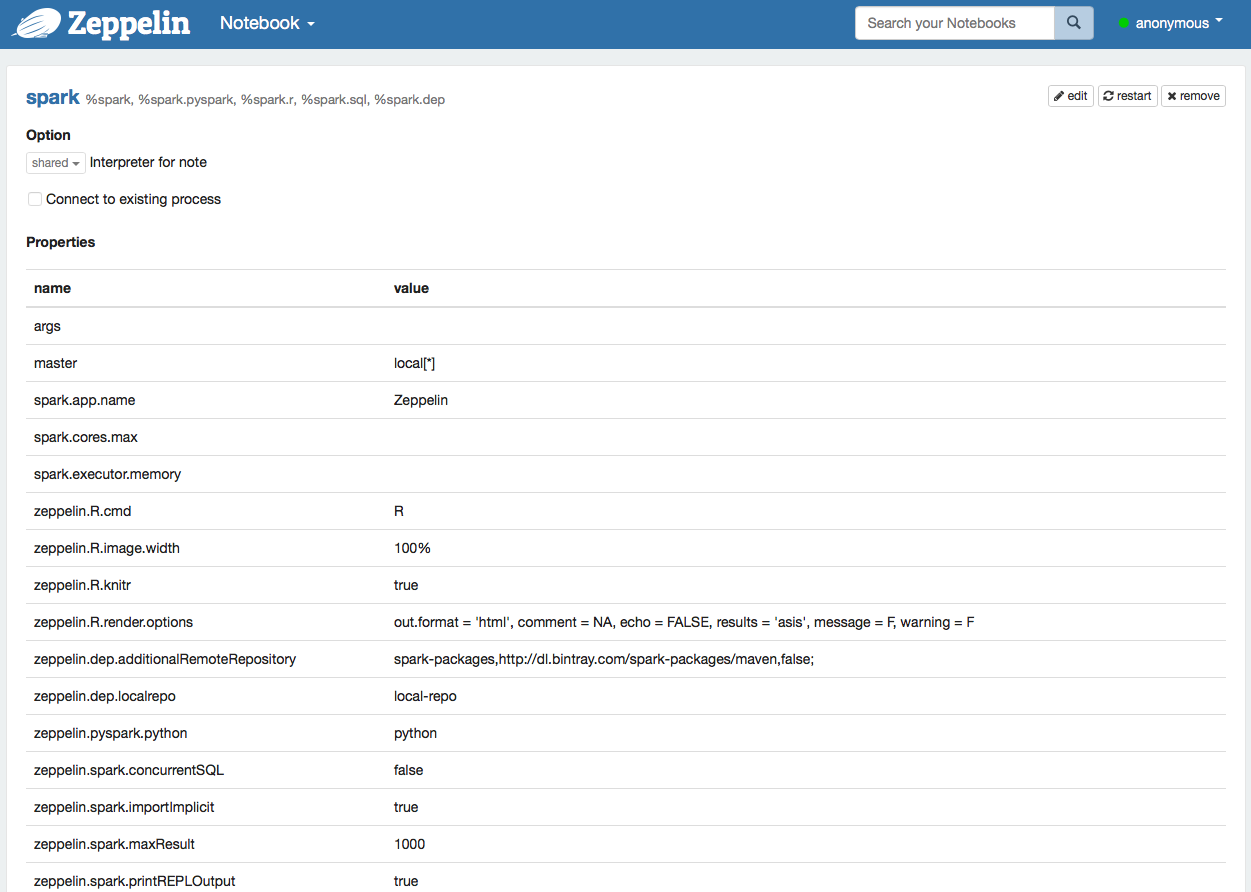 Zeppelin Notebook Search your Notebooks anonymous
spark %spark, %spark.pyspark, %spark.r, %spark.sql, %spark.dep edit restart remove
Option
shared Interpreter for note
Connect to existing process
Properties
name value
args
master local[*]
spark.app.name Zeppelin
spark.cores.max
spark.executor.memory
zeppelin.R.cmd R
zeppelin.R.image.width 100%
zeppelin.R.knitr true
zeppelin.R.render.options out.format = 'html', comment = NA, echo = FALSE, results = 'asis', message = F, warning = F
zeppelin.dep.additionalRemoteRepository spark-packages,http://dl.bintray.com/spark-packages/maven,false;
zeppelin.dep.localrepo local-repo
zeppelin.pyspark.python python
zeppelin.spark.concurrentSQL false
zeppelin.spark.importImplicit true
zeppelin.spark.maxResult 1000
zeppelin.spark.printREPLOutput true